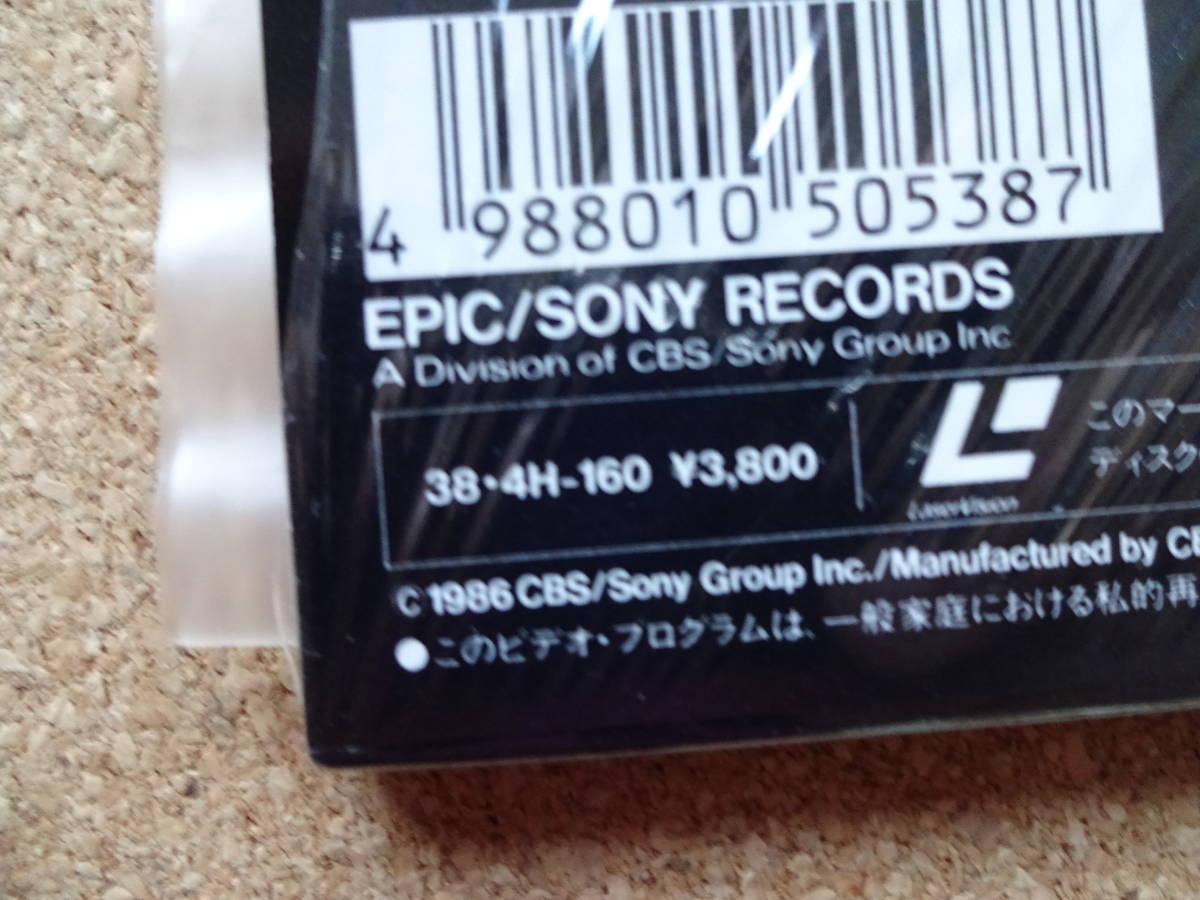 4 988010 505387
EPIC/SONY RECORDS
A Division of CBS/Sony Group Inc
38・4H-160 ¥3,800
LaserVision
このマー
ディスク
©1986 CBS/Sony Group Inc./Manufactured by CB
●このビデオ・プログラムは、一般家庭における私的再